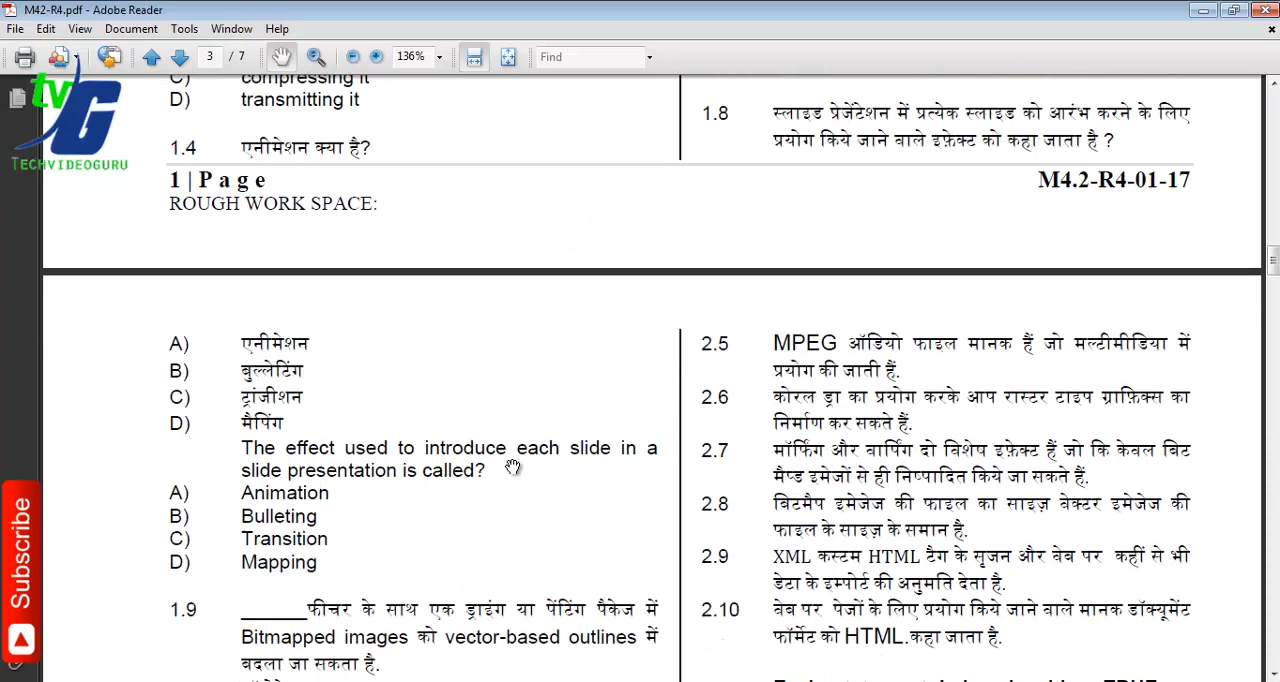 M42-R4.pdf - Adobe Reader
File Edit View Document Tools Window Help
3 / 7 136% Find
tv G
TECHVIDEOGURU
C) compressing it
D) transmitting it
1.4 एनीमेशन क्या है?
1.8 स्लाइड प्रेजेंटेशन में प्रत्येक स्लाइड को आरंभ करने के लिए
प्रयोग किये जाने वाले इफ़ेक्ट को कहा जाता है ?
1 | P a g e M4.2-R4-01-17
ROUGH WORK SPACE:
A) एनीमेशन
B) बुल्लेटिंग
C) ट्रांजीशन
D) मैपिंग
The effect used to introduce each slide in a
slide presentation is called?
A) Animation
B) Bulleting
C) Transition
D) Mapping
1.9 _______फीचर के साथ एक ड्राइंग या पेंटिंग पैकेज में
Bitmapped images को vector-based outlines में
बदला जा सकता है.
2.5 MPEG ऑडियो फाइल मानक हैं जो मल्टीमीडिया में
प्रयोग की जाती हैं.
2.6 कोरल ड्रा का प्रयोग करके आप रास्टर टाइप ग्राफ़िक्स का
निर्माण कर सकते हैं.
2.7 मॉर्फिंग और वार्पिंग दो विशेष इफ़ेक्ट हैं जो कि केवल बिट
मैप्ड इमेजों से ही निष्पादित किये जा सकते हैं.
2.8 बिटमैप इमेजेज की फाइल का साइज़ वेक्टर इमेजेज की
फाइल के साइज़ के समान है.
2.9 XML कस्टम HTML टैग के सृजन और वेब पर कहीं से भी
डेटा के इम्पोर्ट की अनुमति देता है.
2.10 वेब पर पेजों के लिए प्रयोग किये जाने वाले मानक डॉक्यूमेंट
फॉर्मेट को HTML.कहा जाता है.
Subscribe